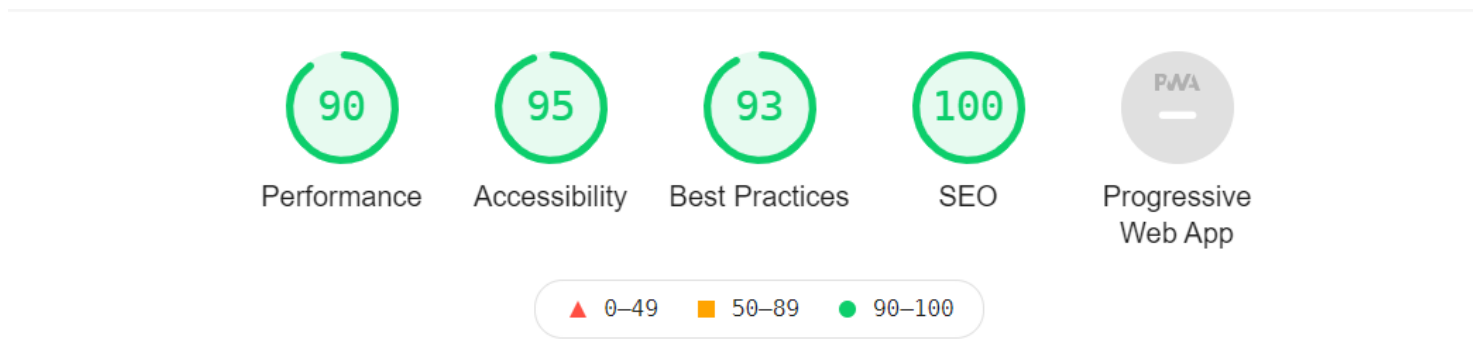 90 95 93 100 PWA
Performance Accessibility Best Practices SEO Progressive
Web App
0–49 50–89 90–100